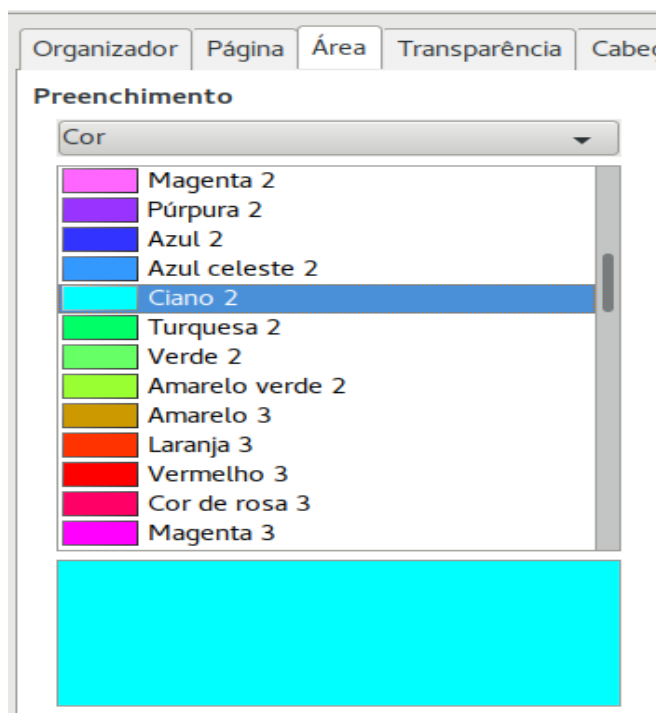 Organizador Página Área Transparência Cabeç
Preenchimento
Cor
Magenta 2
Púrpura 2
Azul 2
Azul celeste 2
Ciano 2
Turquesa 2
Verde 2
Amarelo verde 2
Amarelo 3
Laranja 3
Vermelho 3
Cor de rosa 3
Magenta 3